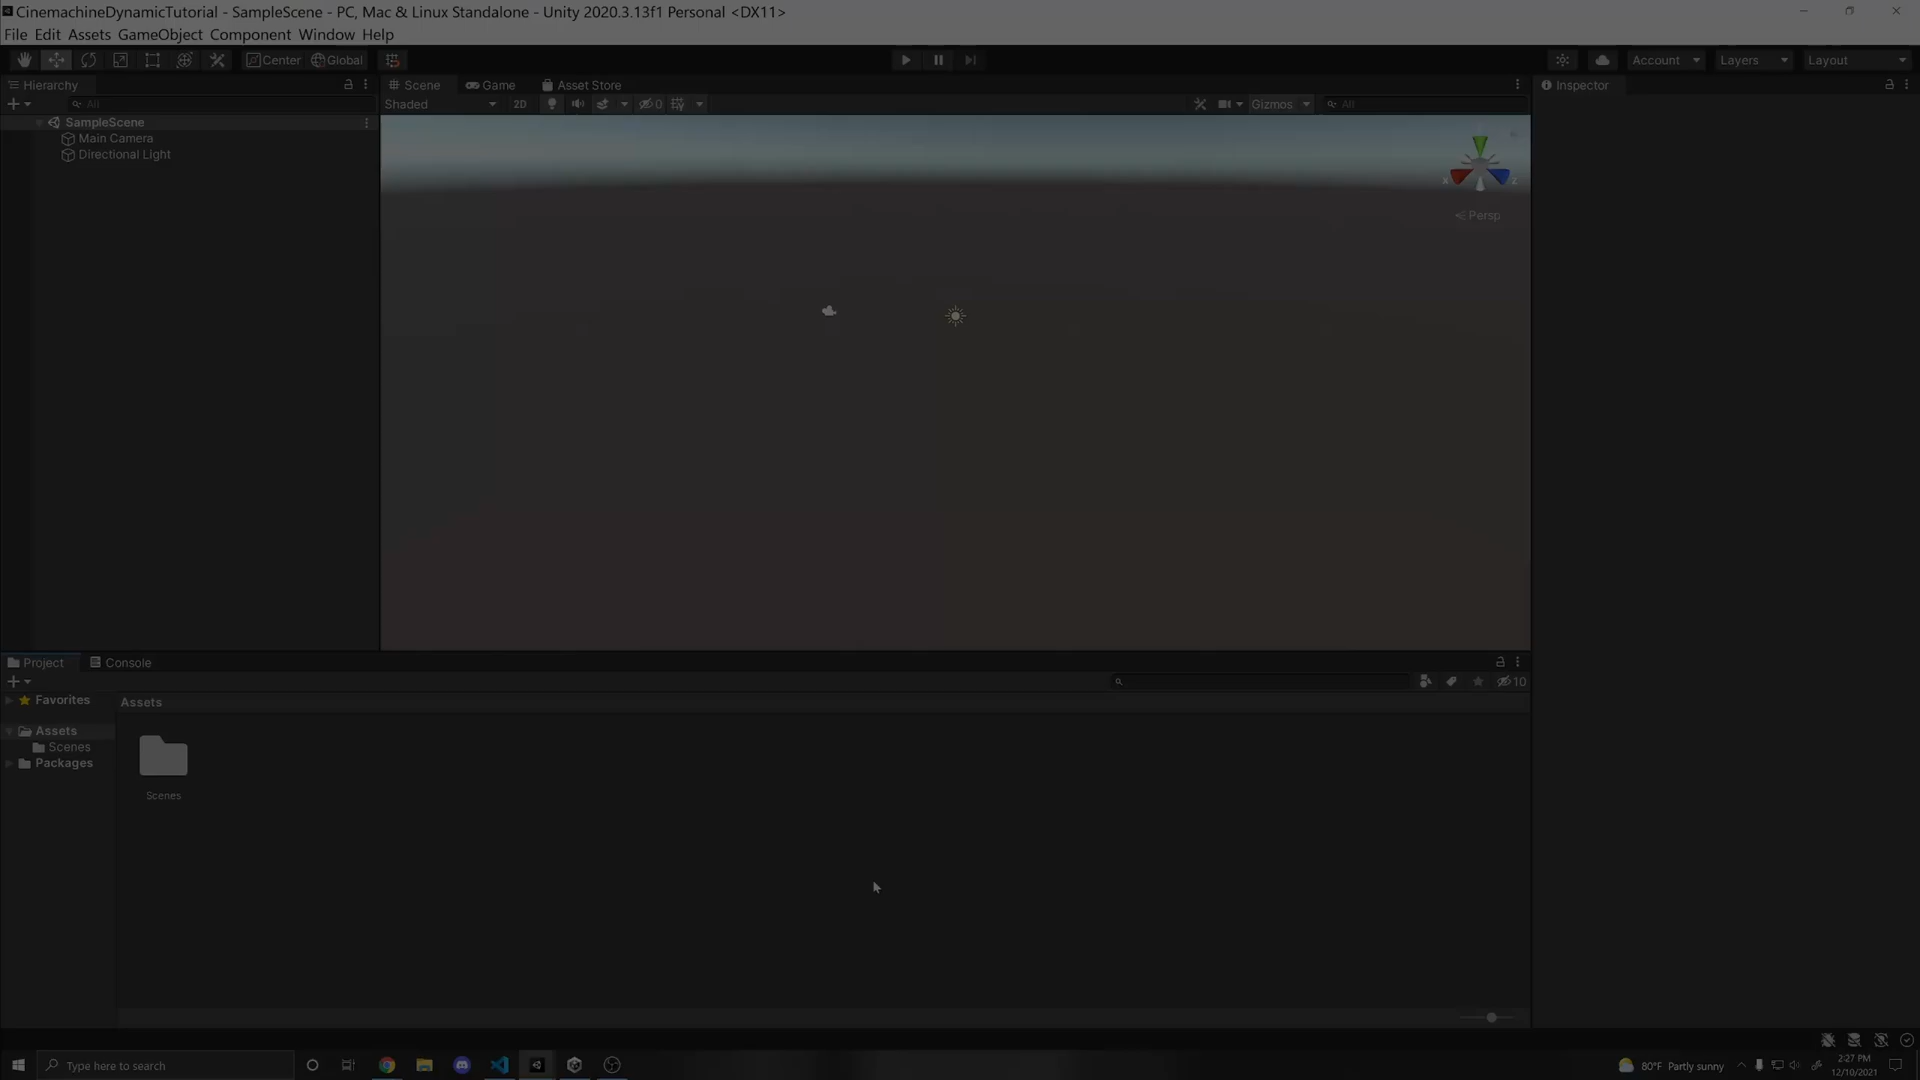 CinemachineDynamicTutorial - SampleScene - PC, Mac & Linux Standalone - Unity 2020.3.13f1 Personal <DX11>
File Edit Assets GameObject Component Window Help
Center Global
Account Layers Layout
Hierarchy
Scene Game Asset Store
Inspector
All
Shaded 2D 0 Gizmos All
SampleScene
Main Camera
Directional Light
X Z
Persp
Project Console
10
Favorites
Assets
Scenes
Packages
Assets
Scenes
Type here to search
80°F Partly sunny
2:27 PM
12/10/2021